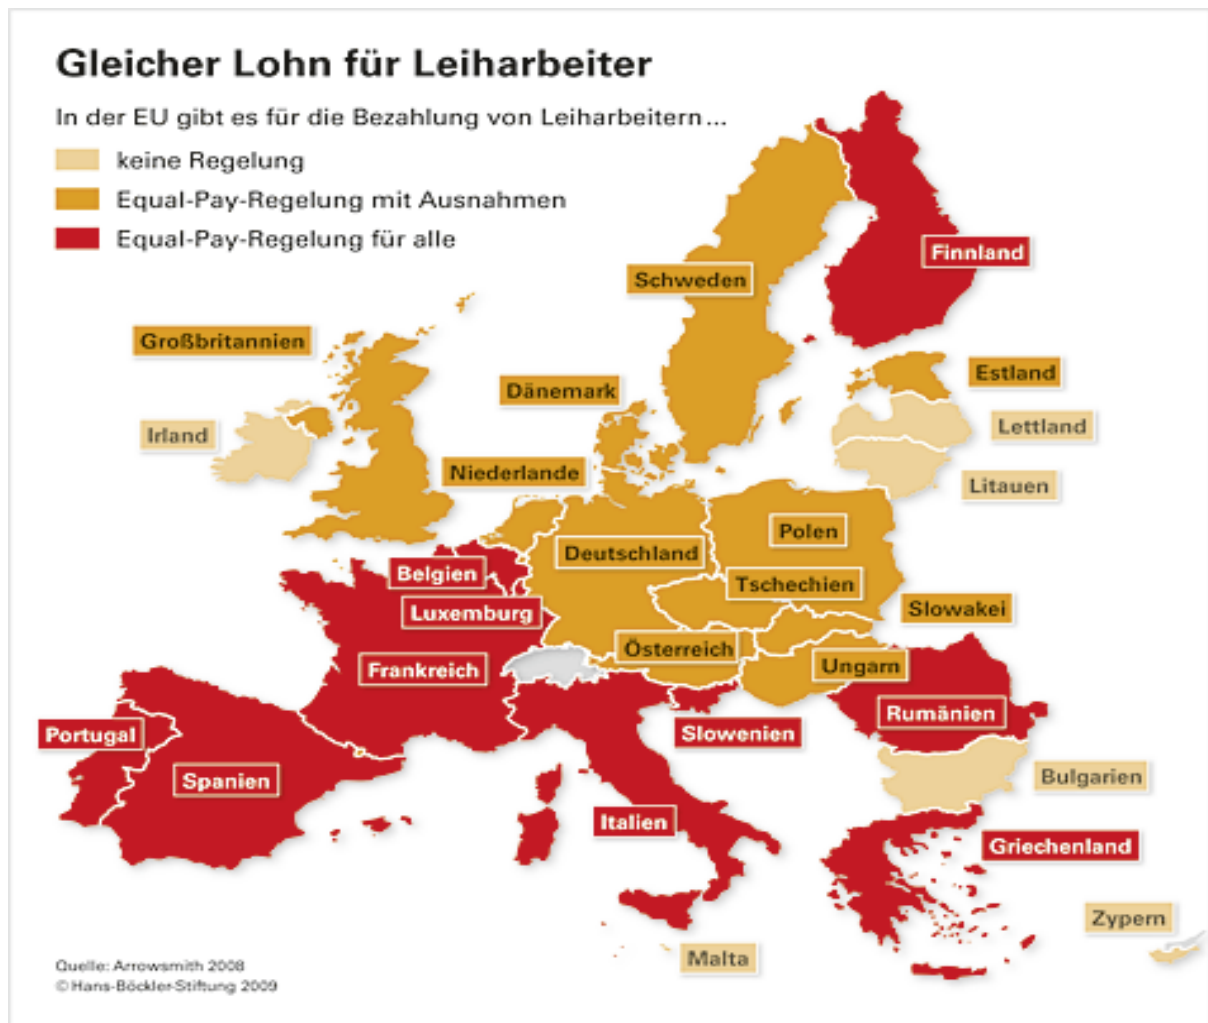 Gleicher Lohn für Leiharbeiter
In der EU gibt es für die Bezahlung von Leiharbeitern ...
keine Regelung
Equal-Pay-Regelung mit Ausnahmen
Equal-Pay-Regelung für alle
Finnland
Schweden
Großbritannien
Estland
Dänemark
Lettland
Irland
Niederlande
Litauen
Polen
Deutschland
Belgien
Tschechien
Luxemburg
Slowakei
Österreich
Ungarn
Frankreich
Rumänien
Portugal
Slowenien
Spanien
Bulgarien
Italien
Griechenland
Zypern
Malta
Quelle: Arrowsmith 2008
© Hans-Böckler-Stiftung 2009